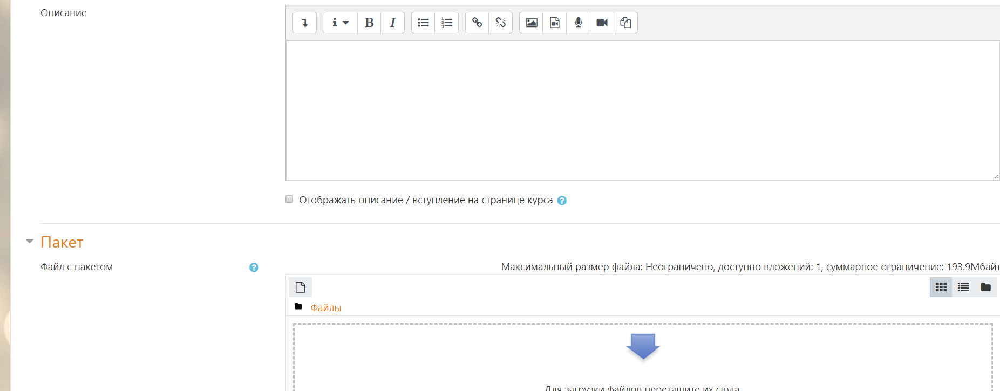 Описание
Отображать описание / вступление на странице курса
Пакет
Файл с пакетом
Максимальный размер файла: Неограничено, доступно вложений: 1, суммарное ограничение: 193.9Мбайт
Файлы
Для загрузки файлов перетащите их сюда